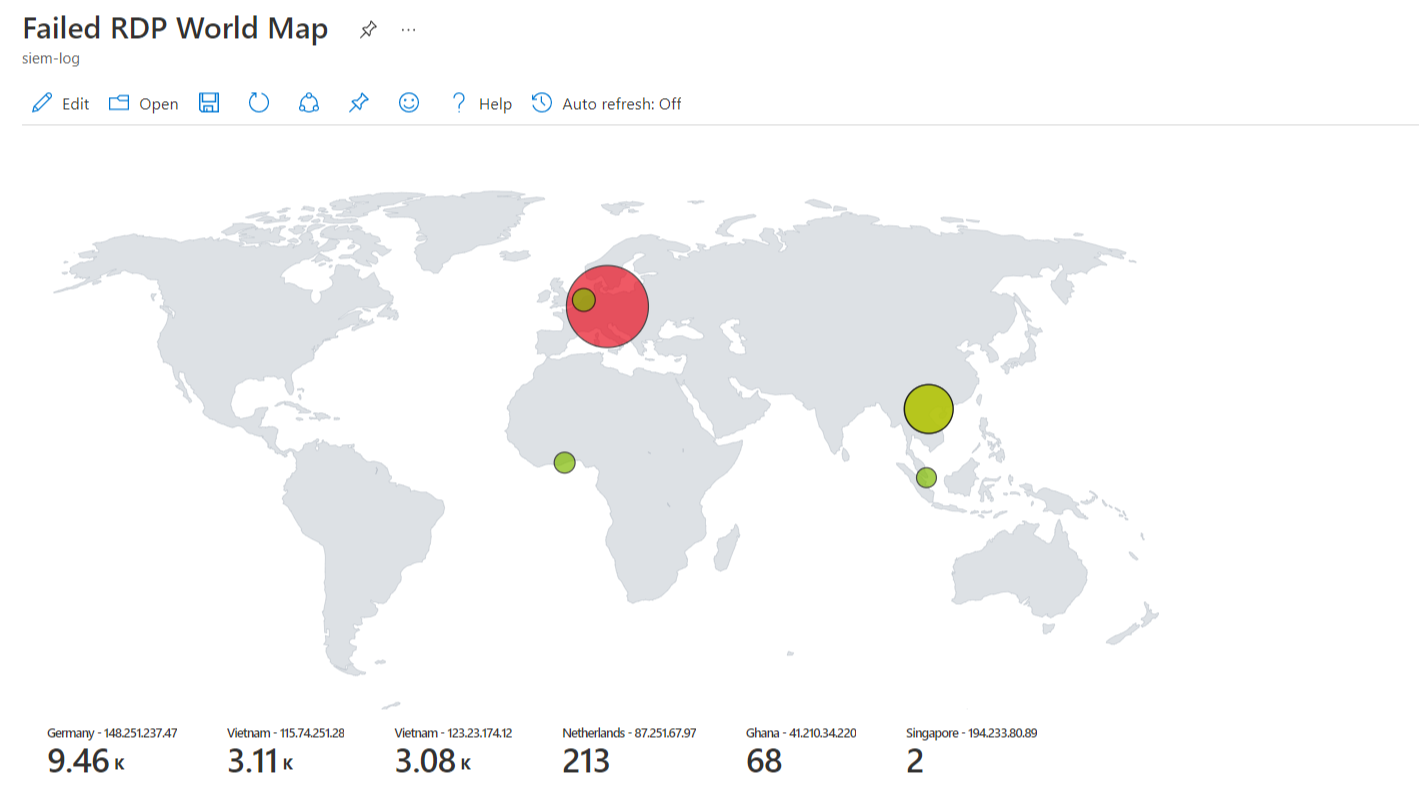 Failed RDP World Map
siem-log
Edit Open Help Auto refresh: Off
Germany - 148.251.237.47 Vietnam - 115.74.251.28 Vietnam - 123.23.174.12 Netherlands - 87.251.67.97 Ghana - 41.210.34.220 Singapore - 194.233.80.89
9.46 K 3.11 K 3.08 K 213 68 2